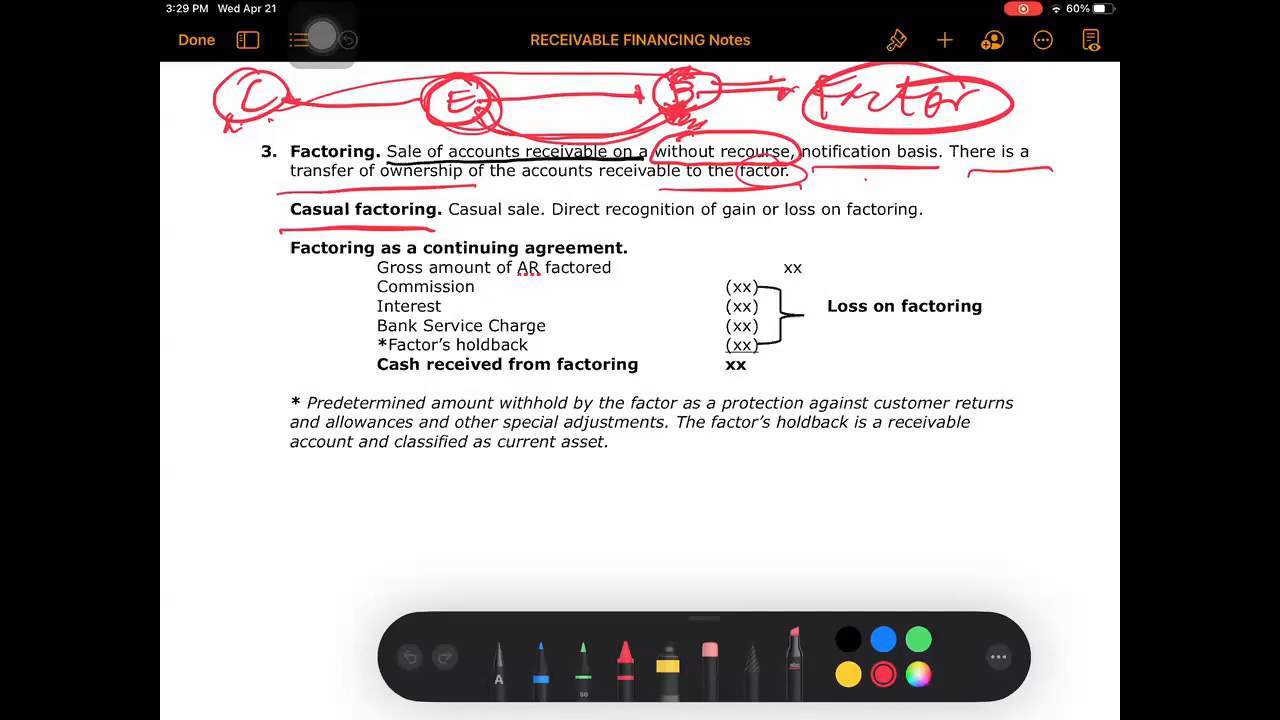 3:29 PM Wed Apr 21
60%
Done
RECEIVABLE FINANCING Notes
C E B Factor
3. Factoring. Sale of accounts receivable on a without recourse, notification basis. There is a
transfer of ownership of the accounts receivable to the factor.
Casual factoring. Casual sale. Direct recognition of gain or loss on factoring.
Factoring as a continuing agreement.
Gross amount of AR factored xx
Commission (xx)
Interest (xx) Loss on factoring
Bank Service Charge (xx)
*Factor's holdback (xx)
Cash received from factoring xx
* Predetermined amount withhold by the factor as a protection against customer returns
and allowances and other special adjustments. The factor's holdback is a receivable
account and classified as current asset.
A
50